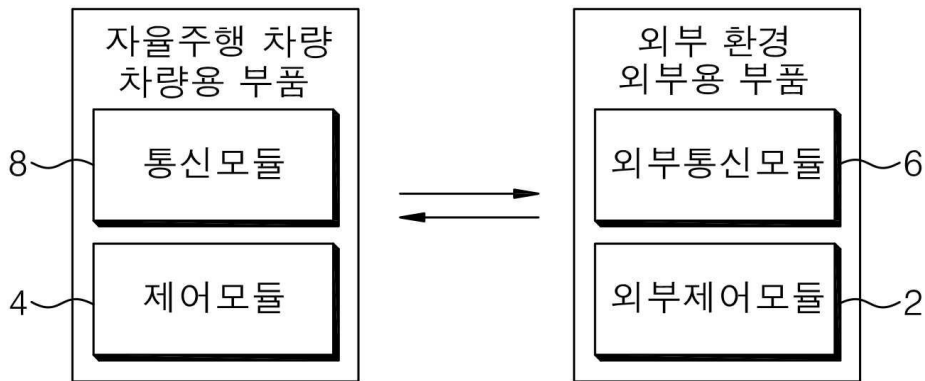 자율주행 차량
차량용 부품
8
통신모듈
4
제어모듈
외부 환경
외부용 부품
외부통신모듈
6
외부제어모듈
2